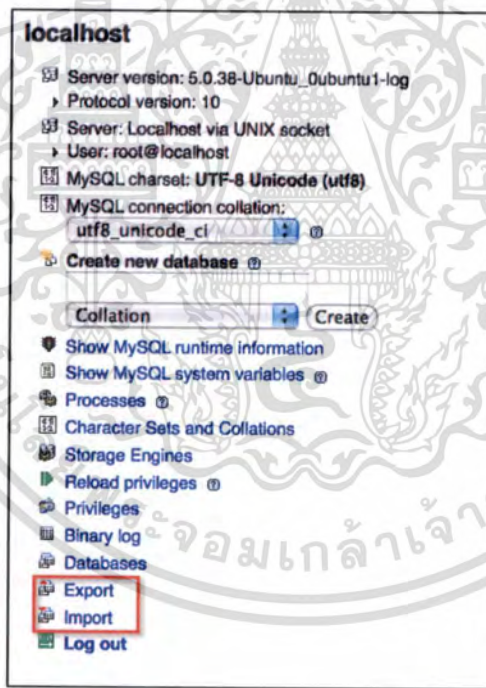 localhost
Server version: 5.0.38-Ubuntu_0ubuntu1-log
Protocol version: 10
Server: Localhost via UNIX socket
User: root@localhost
MySQL charset: UTF-8 Unicode (utf8)
MySQL connection collation:
utf8_unicode_ci
Create new database
Collation Create
Show MySQL runtime information
Show MySQL system variables
Processes
Character Sets and Collations
Storage Engines
Reload privileges
Privileges
Binary log
Databases
Export
Import
Log out
พระจอมเกล้าเจ้า